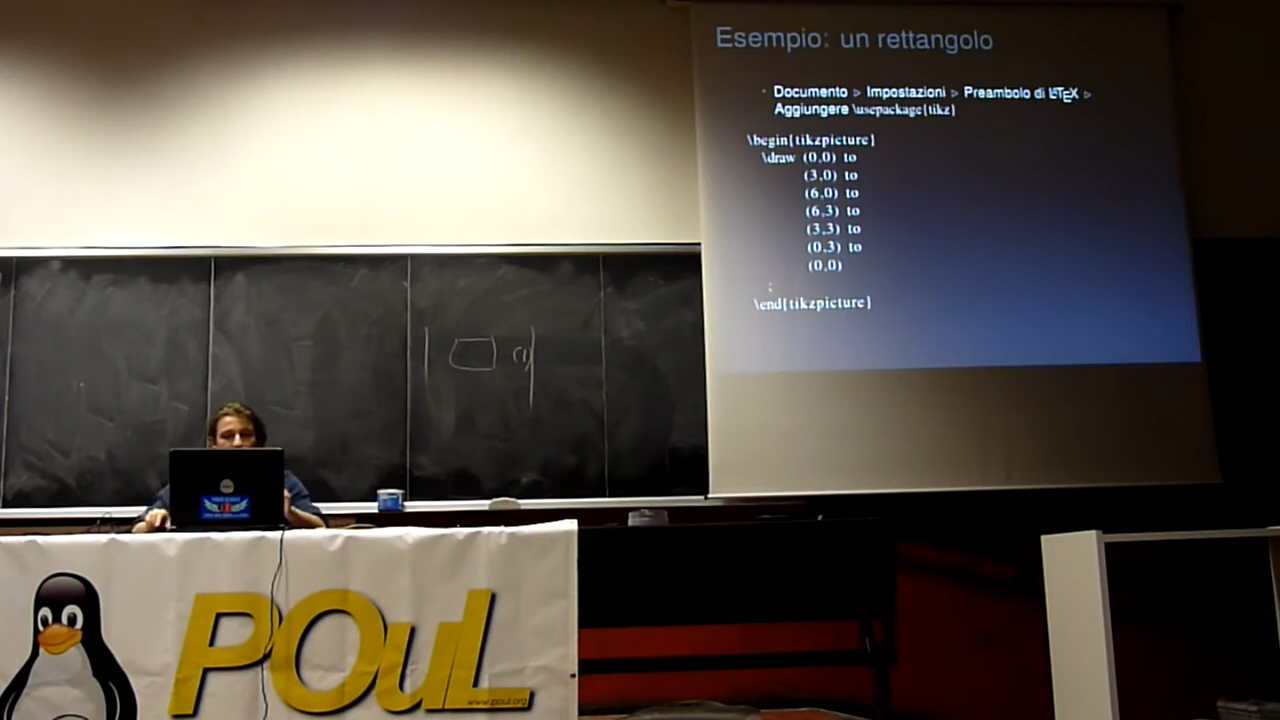 Esempio: un rettangolo
Documento ▹ Impostazioni ▹ Preambolo di LATEX ▹
Aggiungere \usepackage{tikz}
\begin{tikzpicture}
\draw (0,0) to
(3,0) to
(6,0) to
(6,3) to
(3,3) to
(0,3) to
(0,0)
;
\end{tikzpicture}
(1)
POuL
www.poul.org